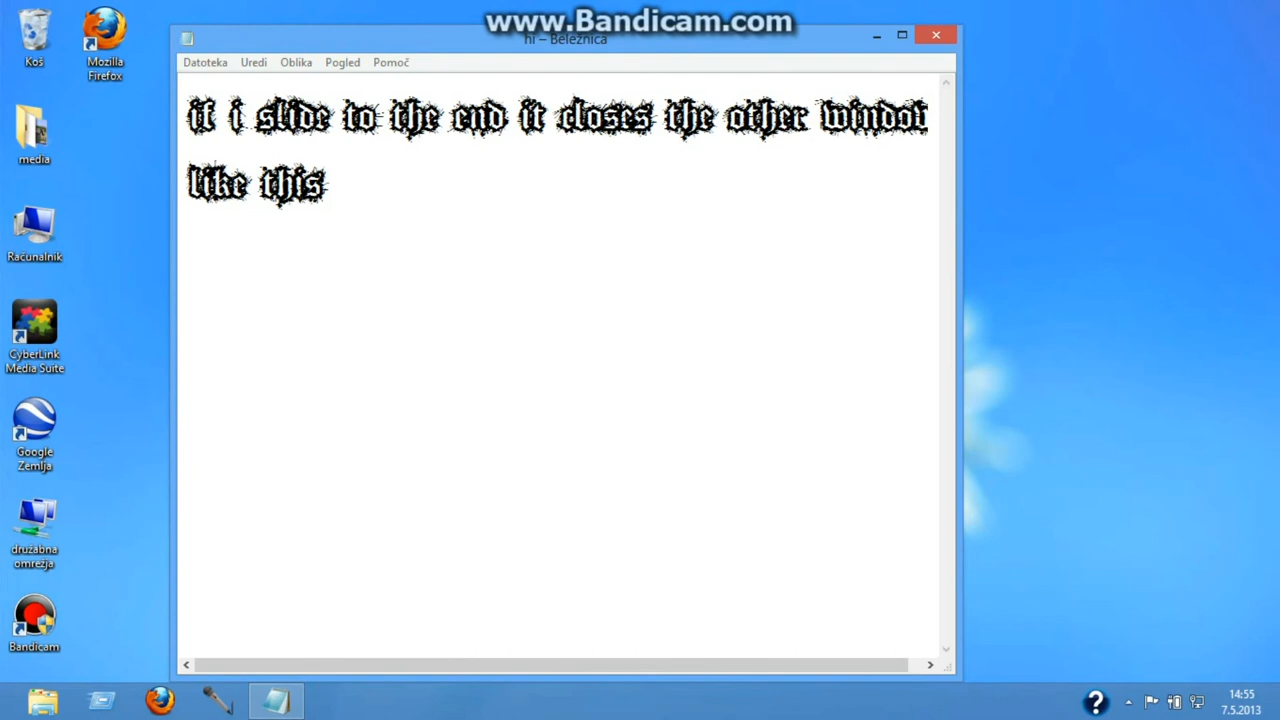 www.Bandicam.com
hi – Beležnica
Datoteka Uredi Oblika Pogled Pomoč
if i slide to the end it closes the other
like this
Koš
Mozilla
Firefox
media
Računalnik
CyberLink
Media Suite
Google
Zemlja
družabna
omrežja
Bandicam
14:55
7.5.2013